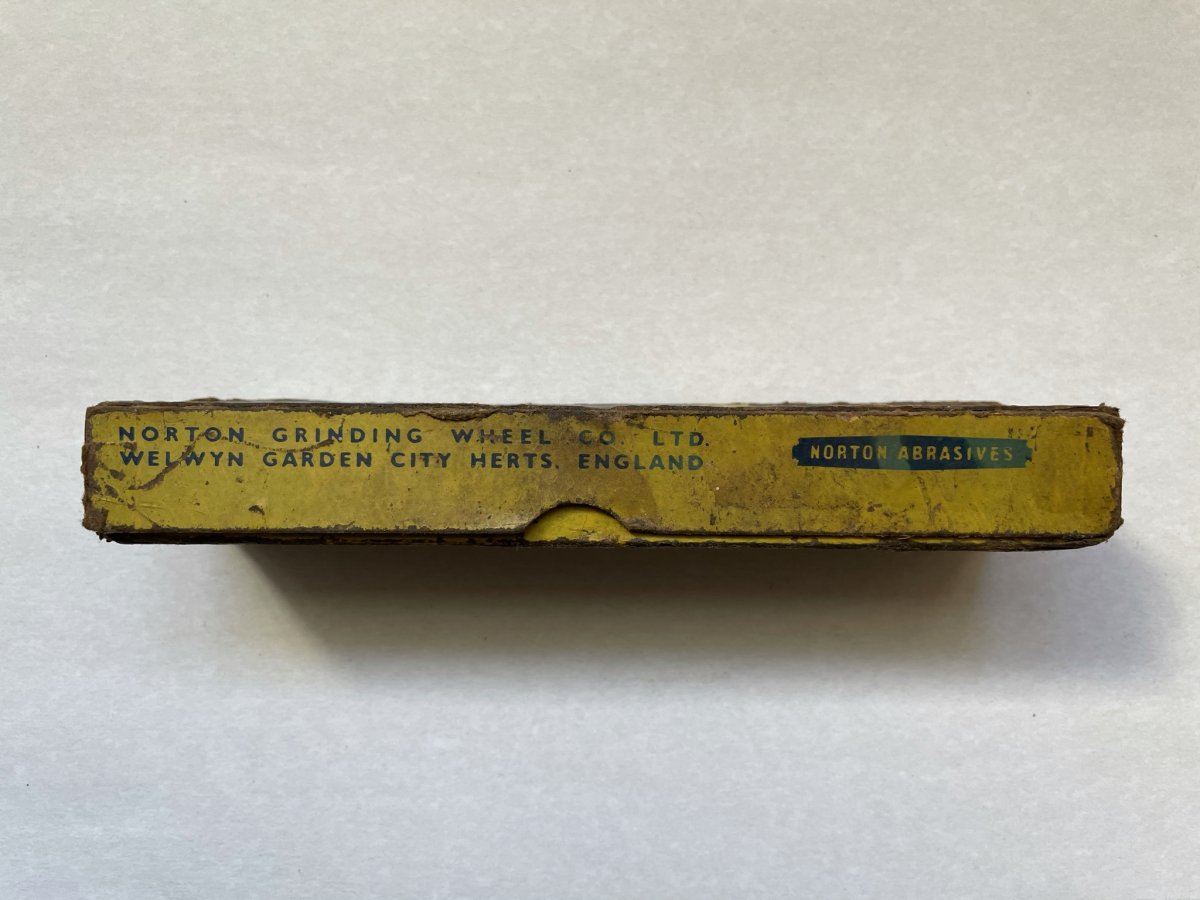 NORTON GRINDING WHEEL CO. LTD.
WELWYN GARDEN CITY HERTS. ENGLAND
NORTON ABRASIVES